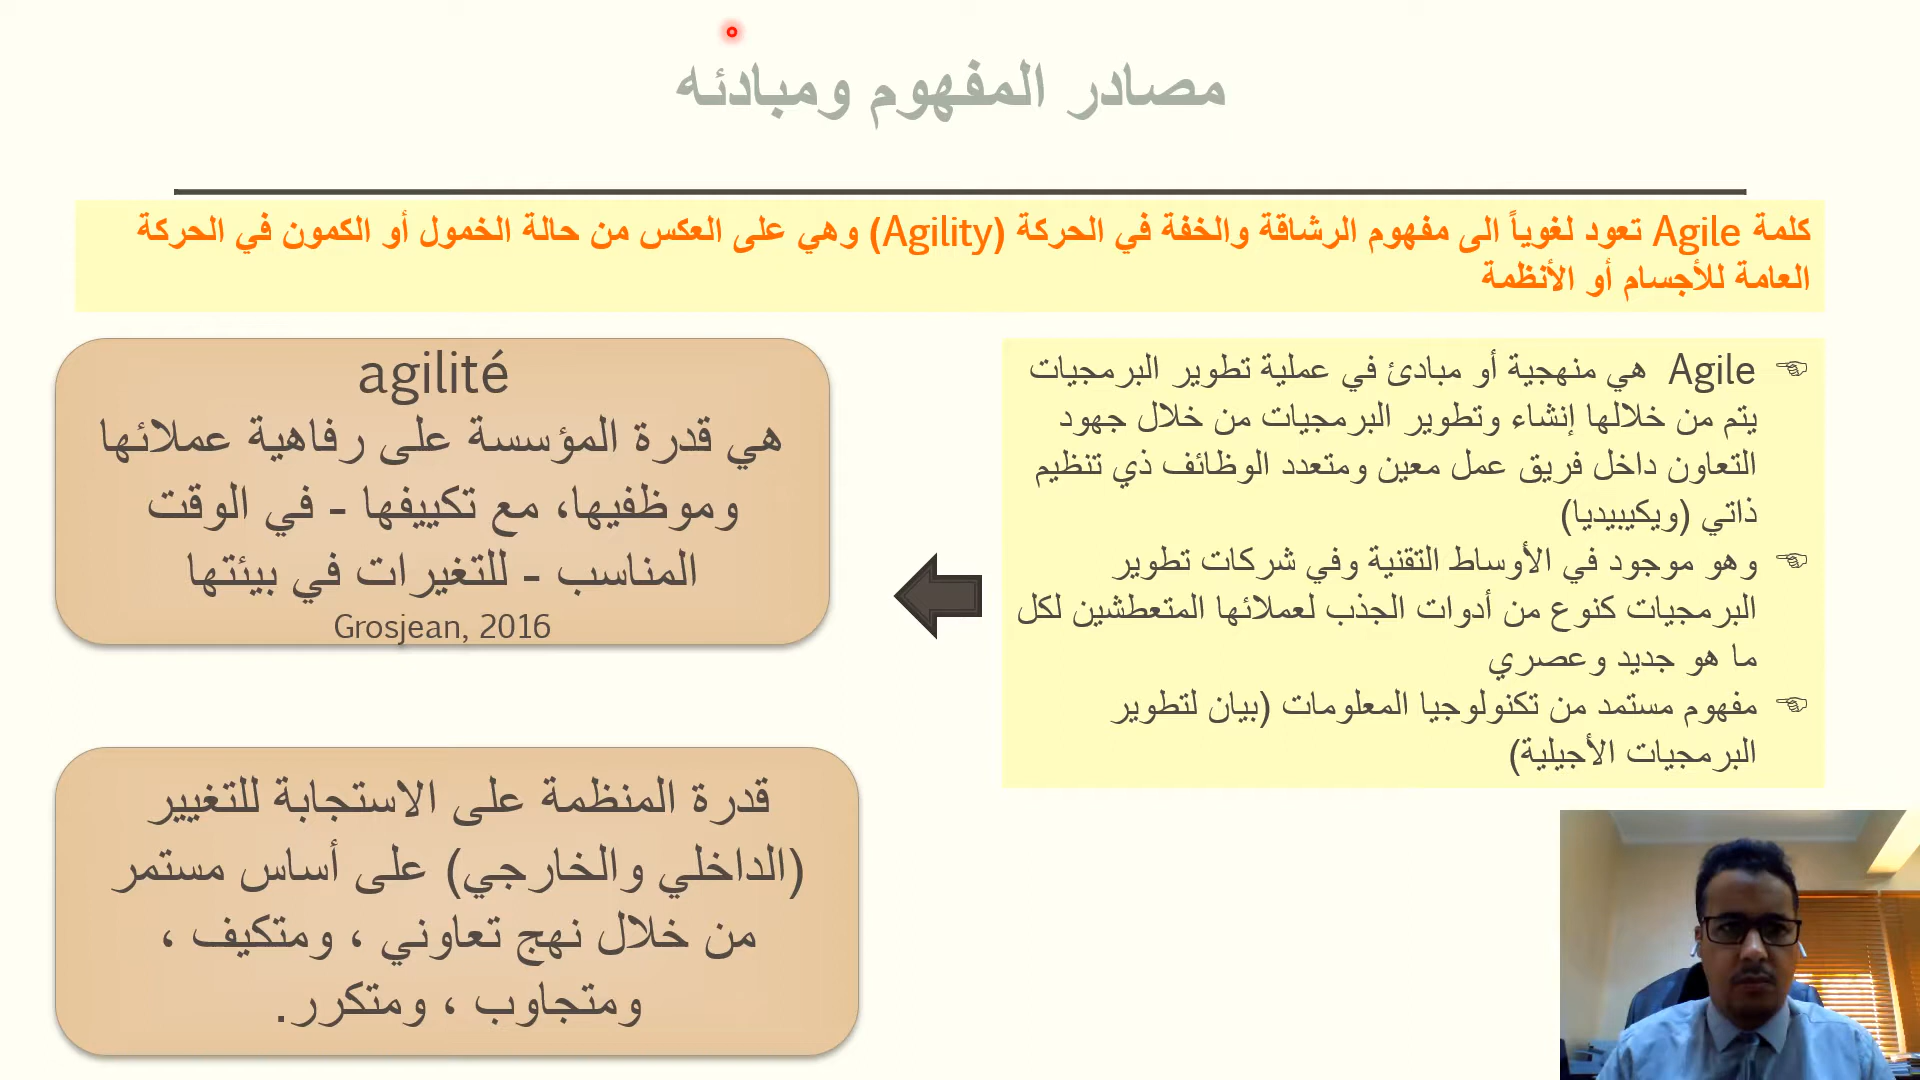 مصادر المفهوم ومبادئه
كلمة Agile تعود لغوياً الى مفهوم الرشاقة والخفة في الحركة (Agility) وهي على العكس من حالة الخمول أو الكمون في الحركة
العامة للأجسام أو الأنظمة
Agile هي منهجية أو مبادئ في عملية تطوير البرمجيات
يتم من خلالها إنشاء وتطوير البرمجيات من خلال جهود
التعاون داخل فريق عمل معين ومتعدد الوظائف ذي تنظيم
ذاتي (ويكيبيديا)
وهو موجود في الأوساط التقنية وفي شركات تطوير
البرمجيات كنوع من أدوات الجذب لعملائها المتعطشين لكل
ما هو جديد وعصري
مفهوم مستمد من تكنولوجيا المعلومات (بيان لتطوير
البرمجيات الأجيلية)
agilité
هي قدرة المؤسسة على رفاهية عملائها
وموظفيها، مع تكييفها - في الوقت
المناسب - للتغيرات في بيئتها
Grosjean, 2016
قدرة المنظمة على الاستجابة للتغيير
(الداخلي والخارجي) على أساس مستمر
من خلال نهج تعاوني ، ومتكيف ،
ومتجاوب ، ومتكرر.